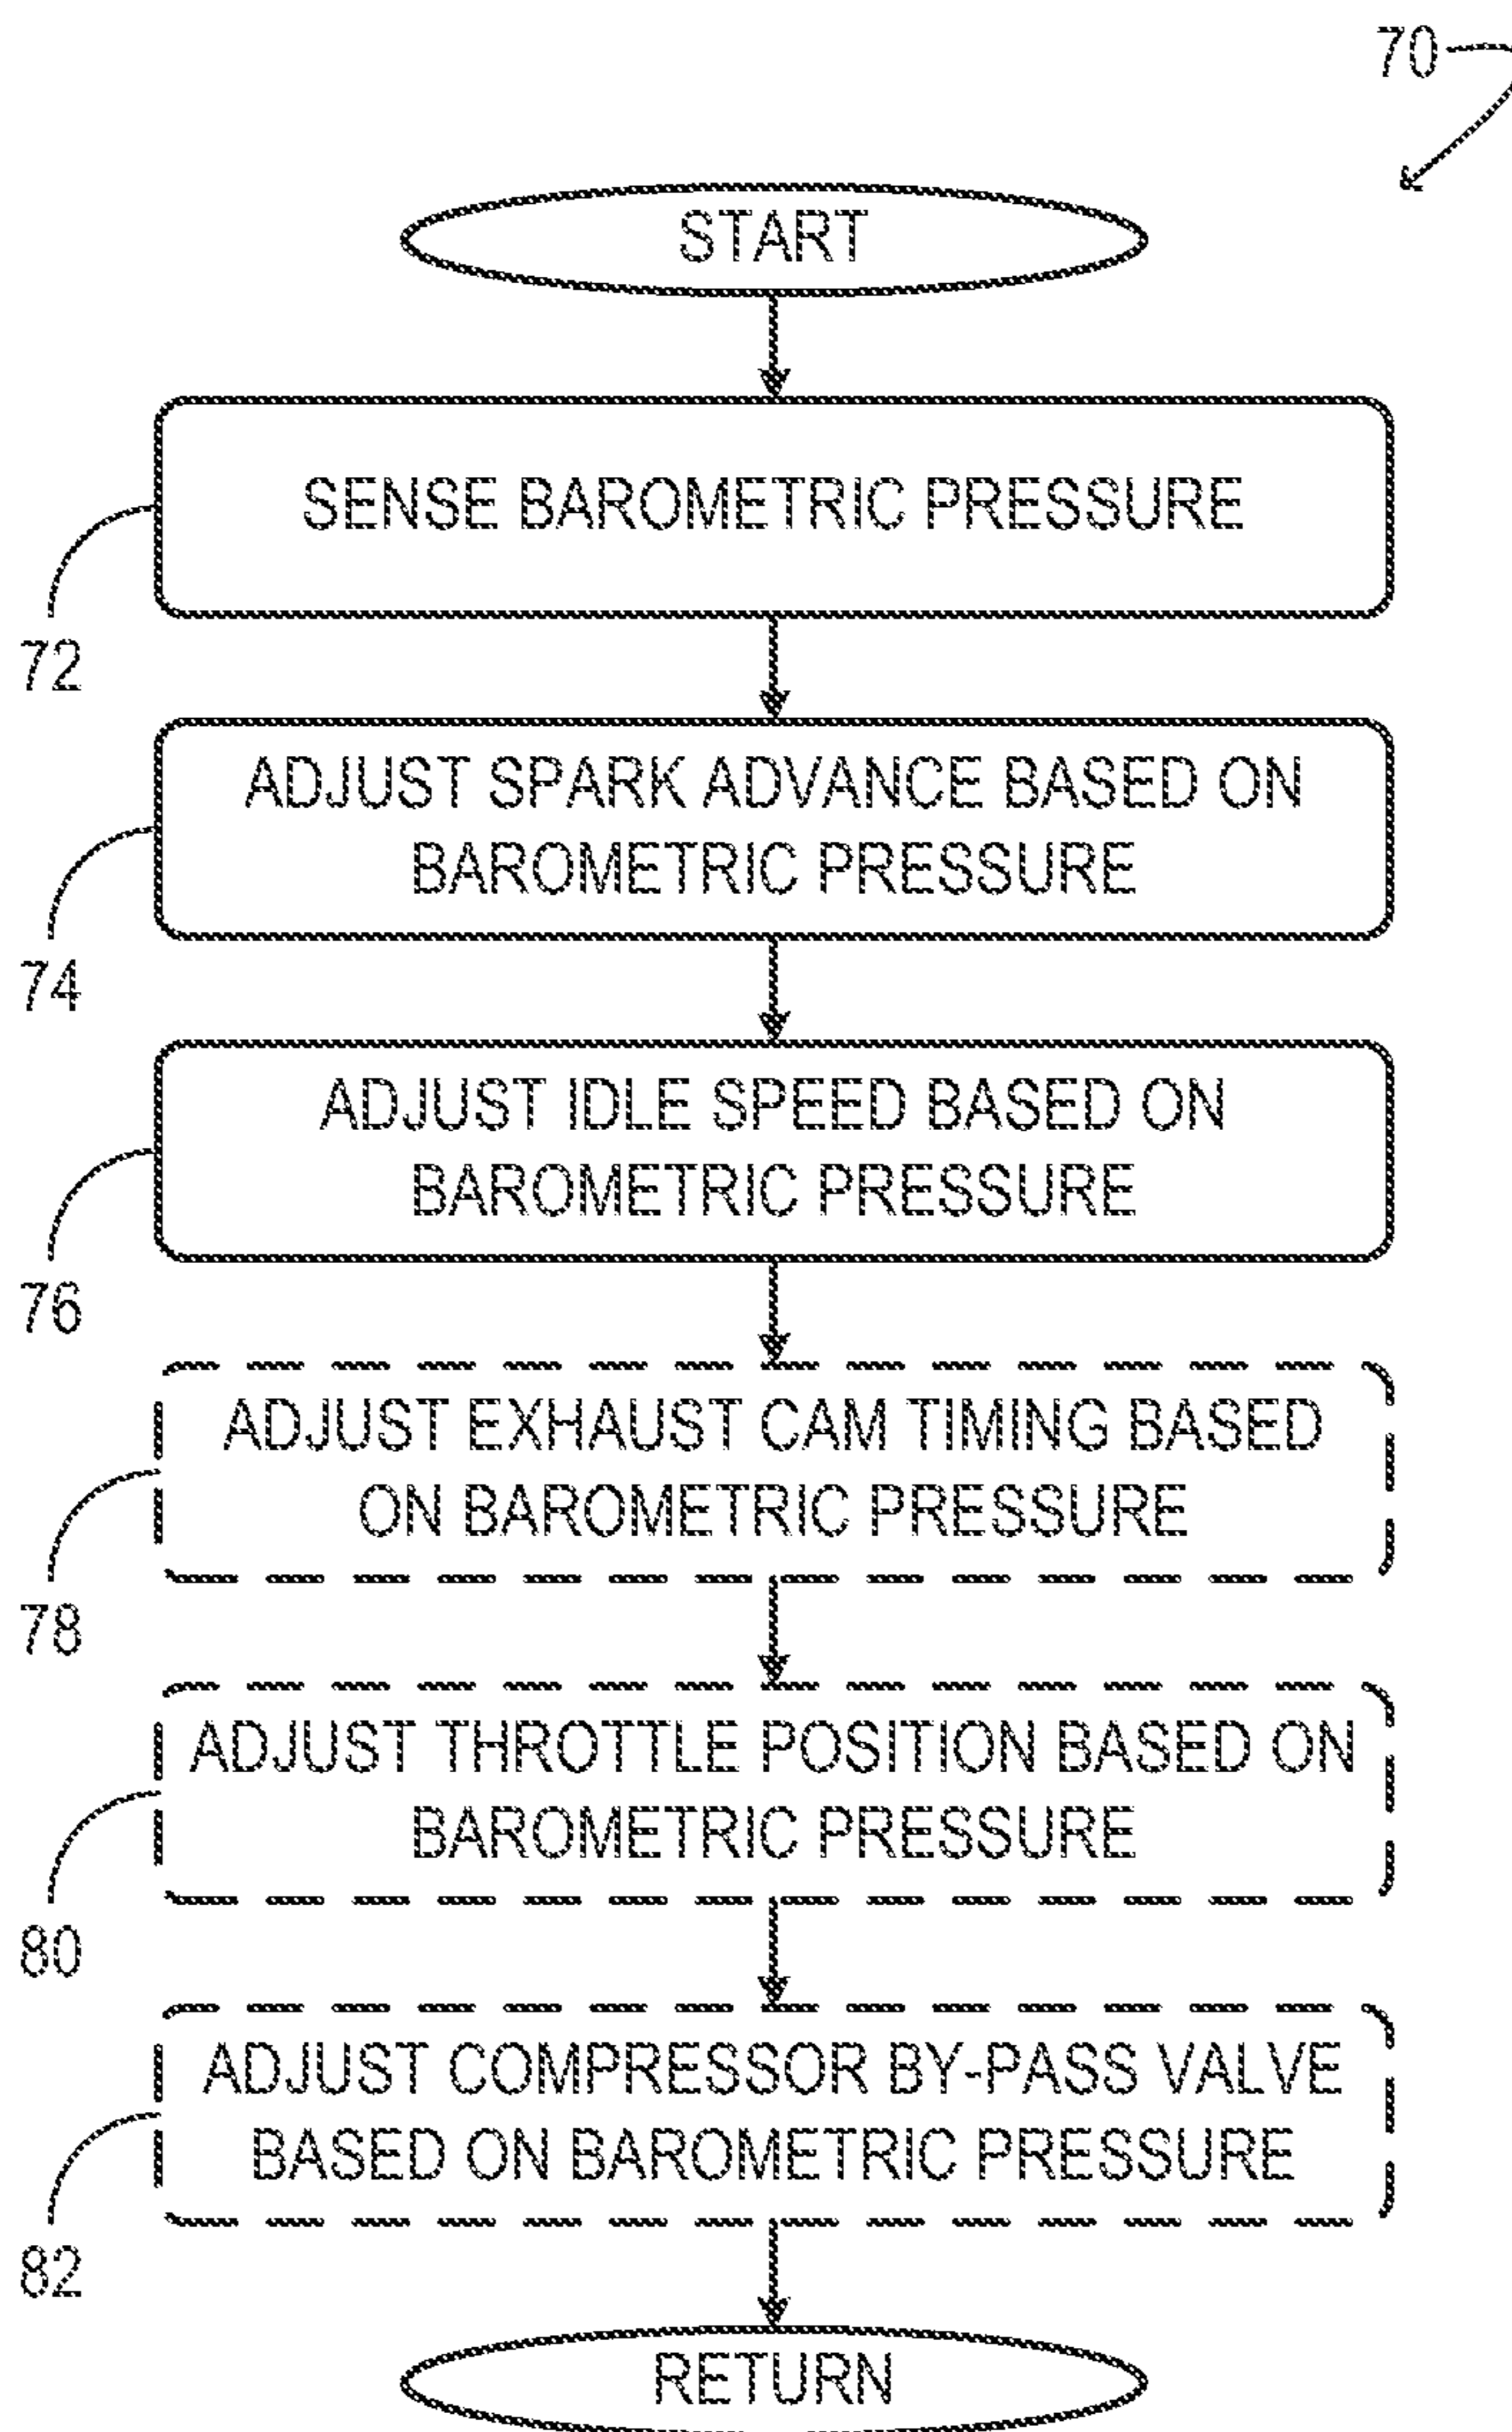 70
START
SENSE BAROMETRIC PRESSURE
72
ADJUST SPARK ADVANCE BASED ON
BAROMETRIC PRESSURE
74
ADJUST IDLE SPEED BASED ON
BAROMETRIC PRESSURE
76
ADJUST EXHAUST CAM TIMING BASED
ON BAROMETRIC PRESSURE
78
ADJUST THROTTLE POSITION BASED ON
BAROMETRIC PRESSURE
80
ADJUST COMPRESSOR BY-PASS VALVE
BASED ON BAROMETRIC PRESSURE
82
RETURN